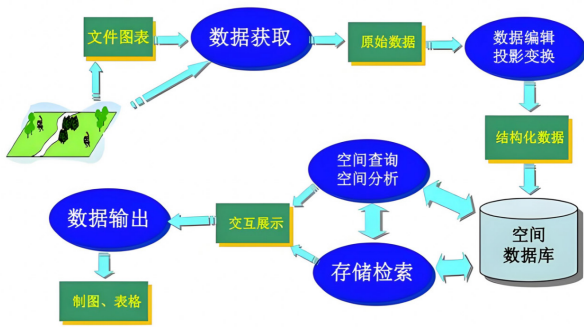 文件图表
数据获取
原始数据
数据编辑
投影变换
结构化数据
空间查询
空间分析
数据输出
交互展示
空间
数据库
存储检索
制图、表格